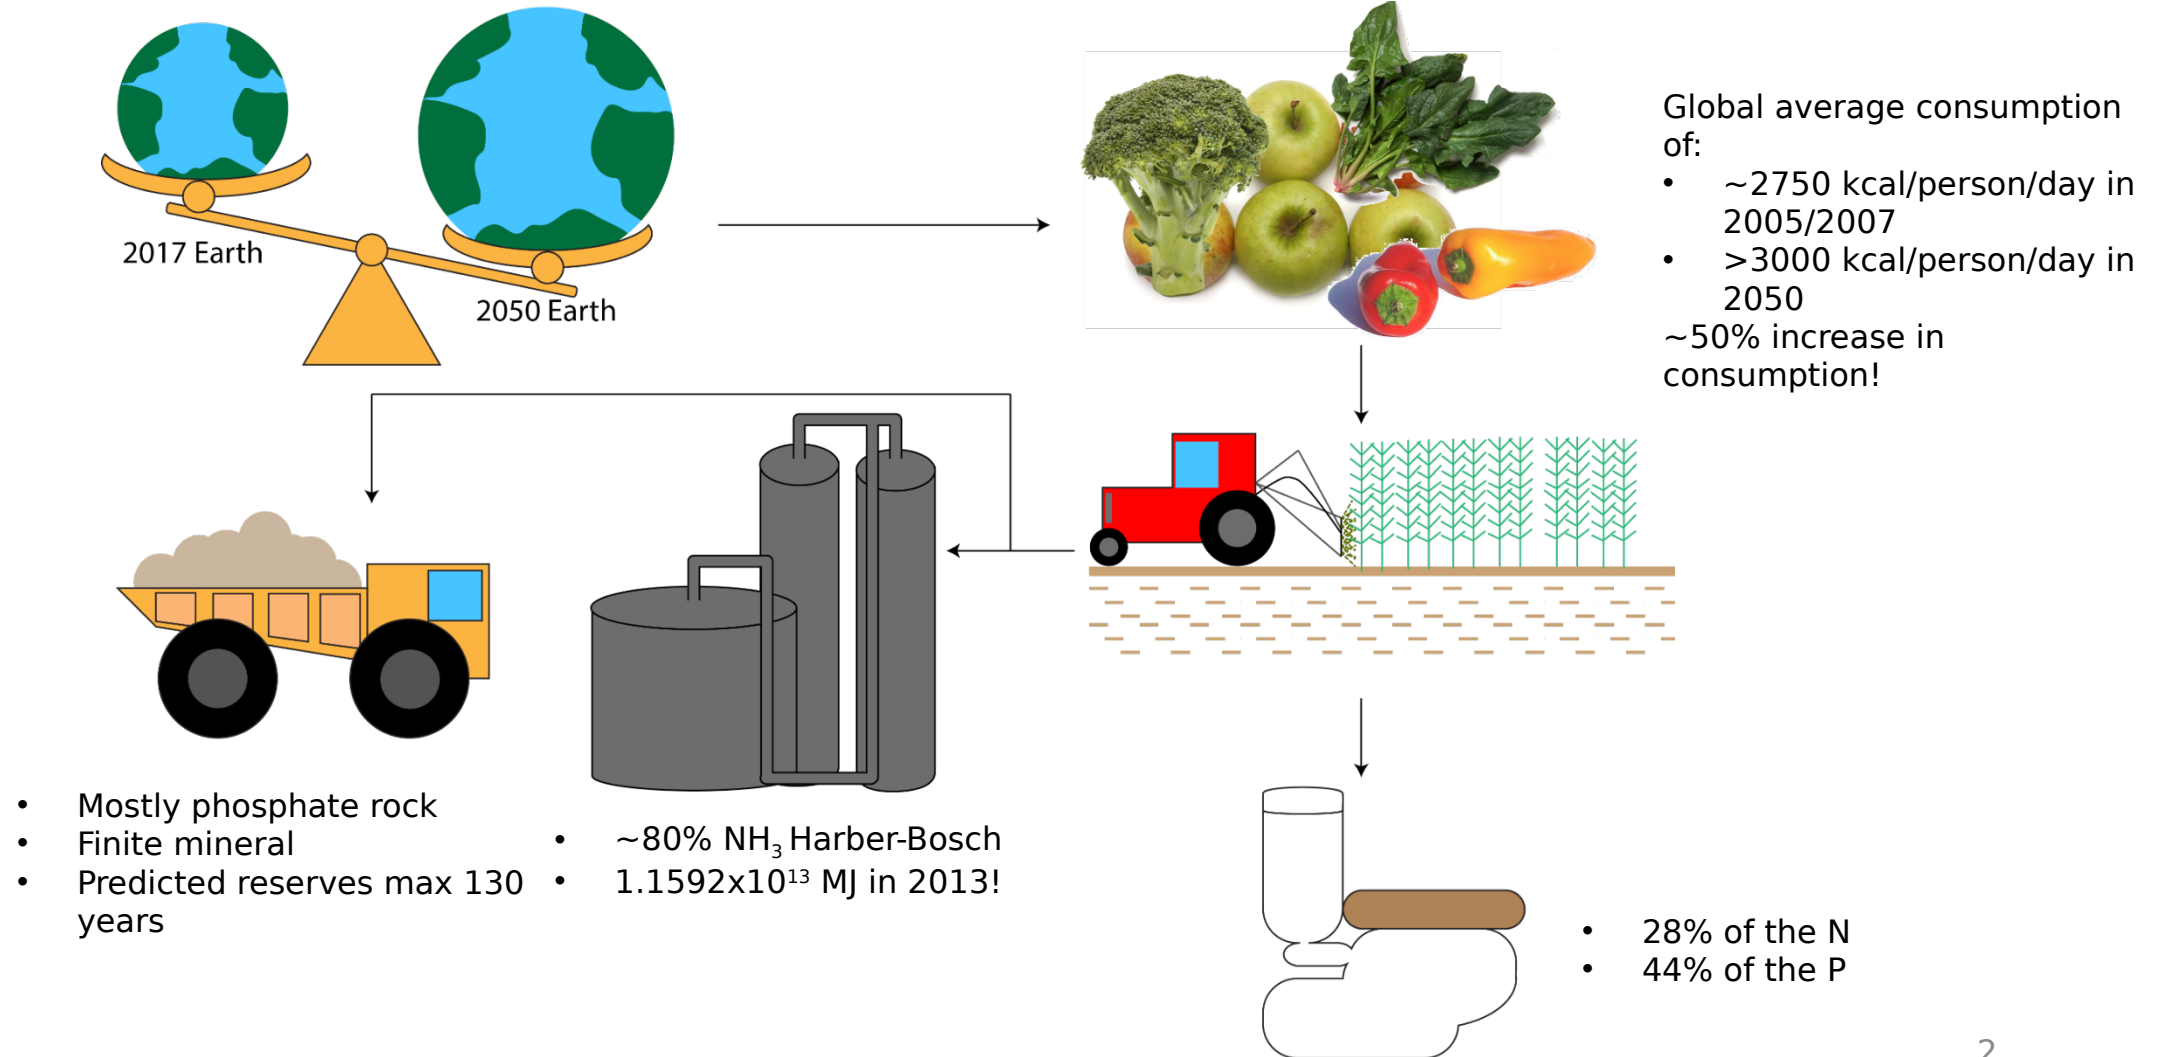 2017 Earth
2050 Earth
Global average consumption
of:
• ~2750 kcal/person/day in
2005/2007
• >3000 kcal/person/day in
2050
~50% increase in
consumption!
• Mostly phosphate rock
• Finite mineral
• Predicted reserves max 130
years
• ~80% NH₃ Harber-Bosch
• 1.1592x10¹³ MJ in 2013!
• 28% of the N
• 44% of the P
2